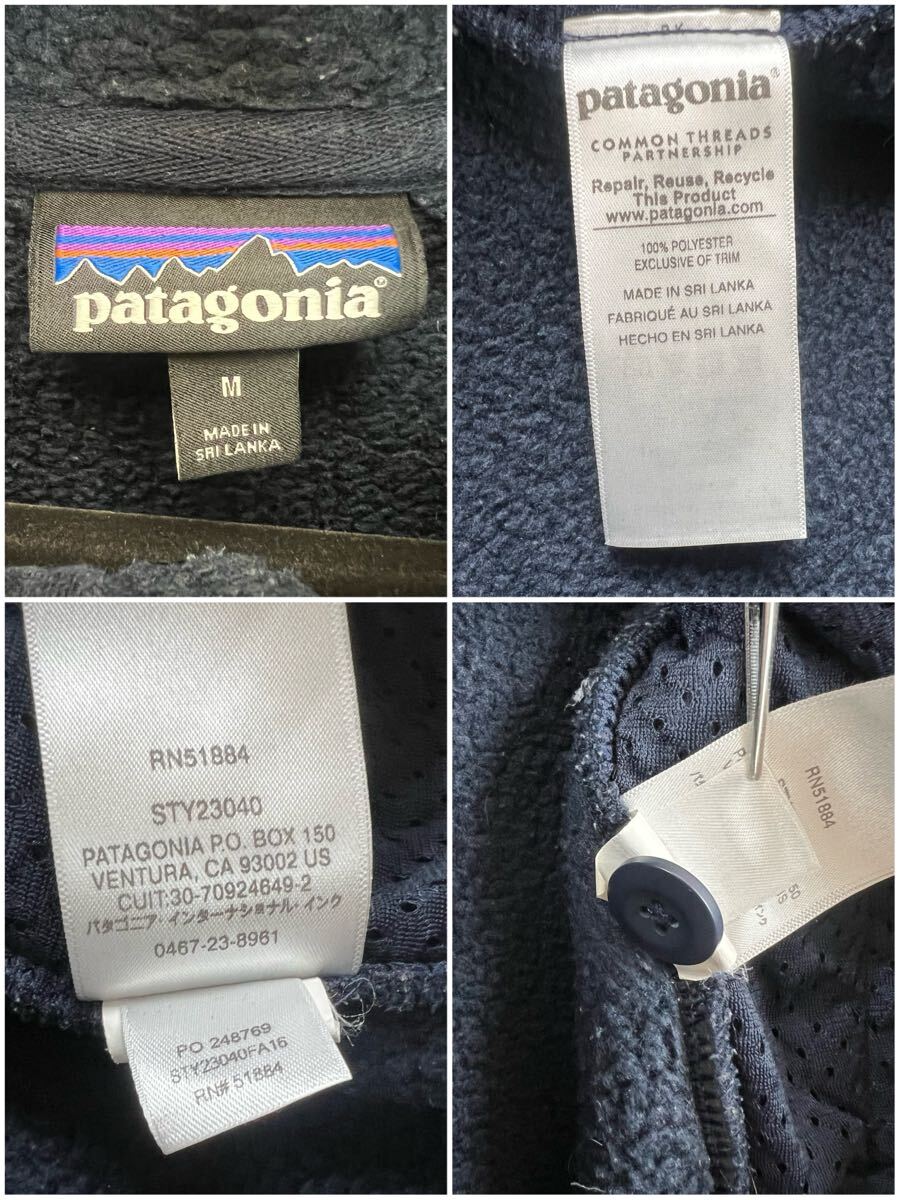 patagonia®
M
MADE IN
SRI LANKA
patagonia®
COMMON THREADS
PARTNERSHIP
Repair, Reuse, Recycle
This Product
www.patagonia.com
100% POLYESTER
EXCLUSIVE OF TRIM
MADE IN SRI LANKA
FABRIQUÉ AU SRI LANKA
HECHO EN SRI LANKA
RN51884
STY23040
PATAGONIA P.O. BOX 150
VENTURA, CA 93002 US
CUIT:30-70924649-2
パタゴニア・インターナショナル・インク
0467-23-8961
PO 248769
STY23040FA16
RN# 51884
RN51884